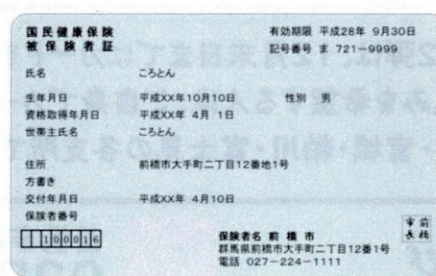 国民健康保険
被保険者証
有効期限 平成28年 9月30日
記号番号 ま 721-9999
氏名 ころとん
生年月日 平成XX年10月10日 性別 男
資格取得年月日 平成XX年 4月 1日
世帯主氏名 ころとん
住所 前橋市大手町二丁目12番地1号
方書き
交付年月日 平成XX年 4月10日
保険者番号
100016
保険者名 前 橋 市
群馬県前橋市大手町二丁目12番1号
電話 027-224-1111
前橋
市長